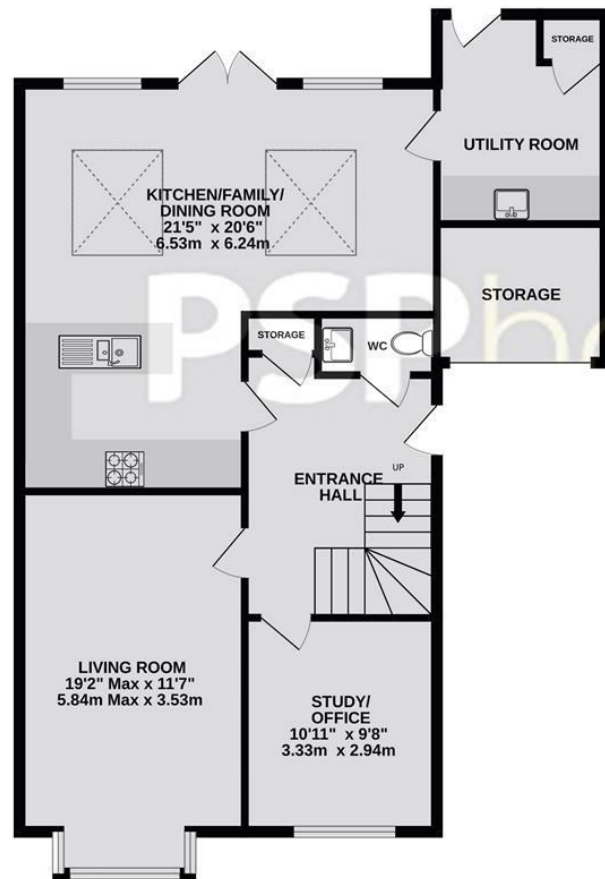 STORAGE
UTILITY ROOM
KITCHEN/FAMILY/
DINING ROOM
21'5" x 20'6"
6.53m x 6.24m
STORAGE
PSP ho
STORAGE
WC
ENTRANCE
HALL
UP
LIVING ROOM
19'2" Max x 11'7"
5.84m Max x 3.53m
STUDY/
OFFICE
10'11" x 9'8"
3.33m x 2.94m